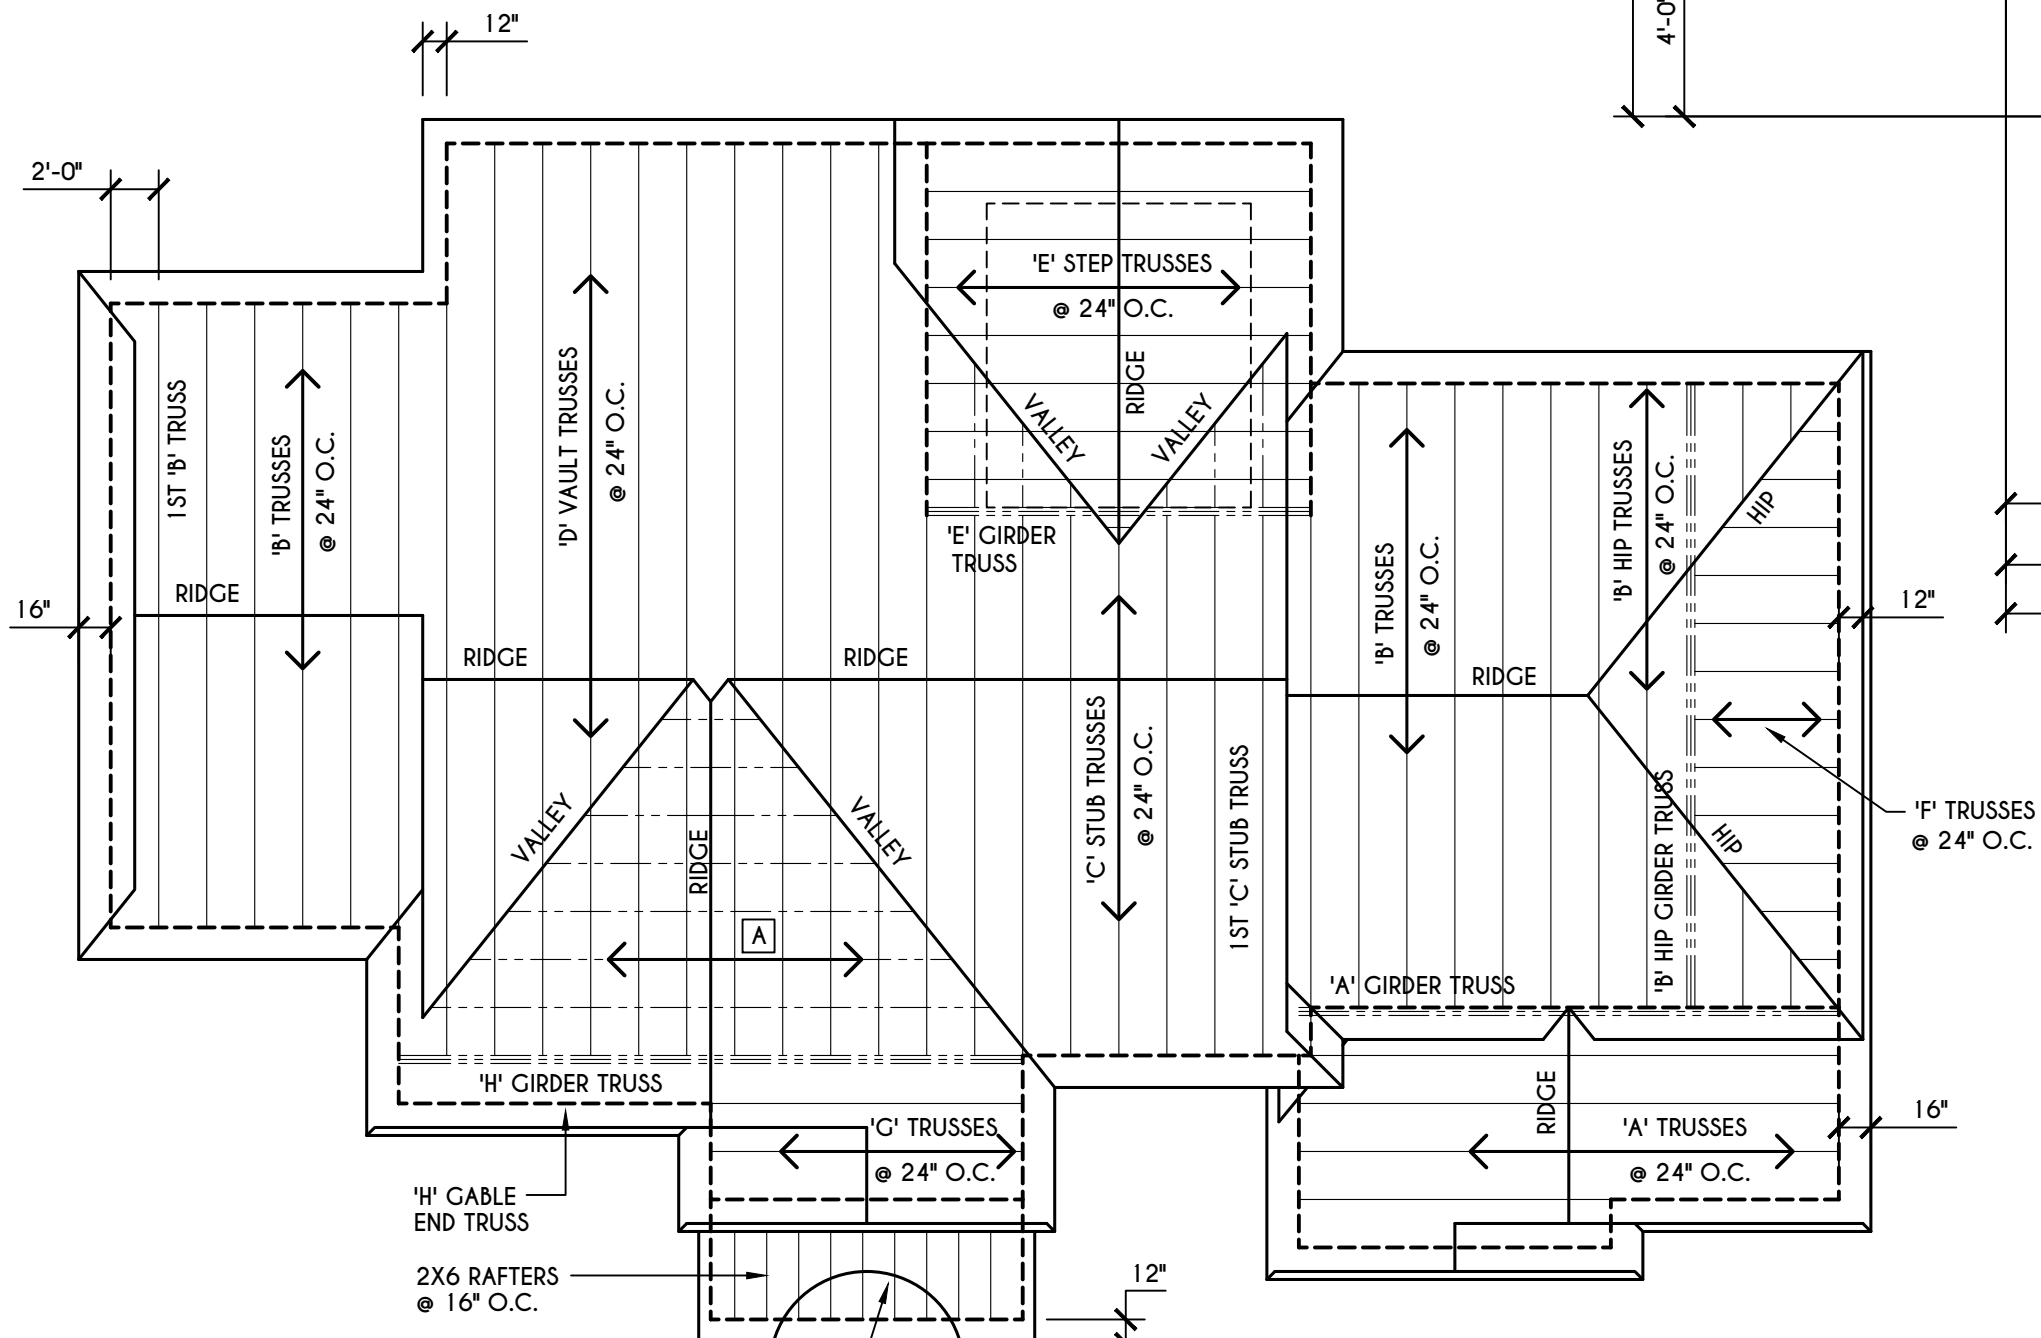 12"
4'-0"
2'-0"
'E' STEP TRUSSES
@ 24" O.C.
RIDGE
VALLEY
VALLEY
1ST 'B' TRUSS
'B' TRUSSES
@ 24" O.C.
'D' VAULT TRUSSES
@ 24" O.C.
'E' GIRDER
TRUSS
'B' TRUSSES
@ 24" O.C.
'B' HIP TRUSSES
@ 24" O.C.
HIP
RIDGE
16"
12"
RIDGE
RIDGE
RIDGE
'C' STUB TRUSSES
@ 24" O.C.
1ST 'C' STUB TRUSS
VALLEY
RIDGE
VALLEY
'B' HIP GIRDER TRUSS
HIP
'F' TRUSSES
@ 24" O.C.
A
'A' GIRDER TRUSS
'H' GIRDER TRUSS
RIDGE
'G' TRUSSES
@ 24" O.C.
'A' TRUSSES
@ 24" O.C.
16"
'H' GABLE
END TRUSS
2X6 RAFTERS
@ 16" O.C.
12"